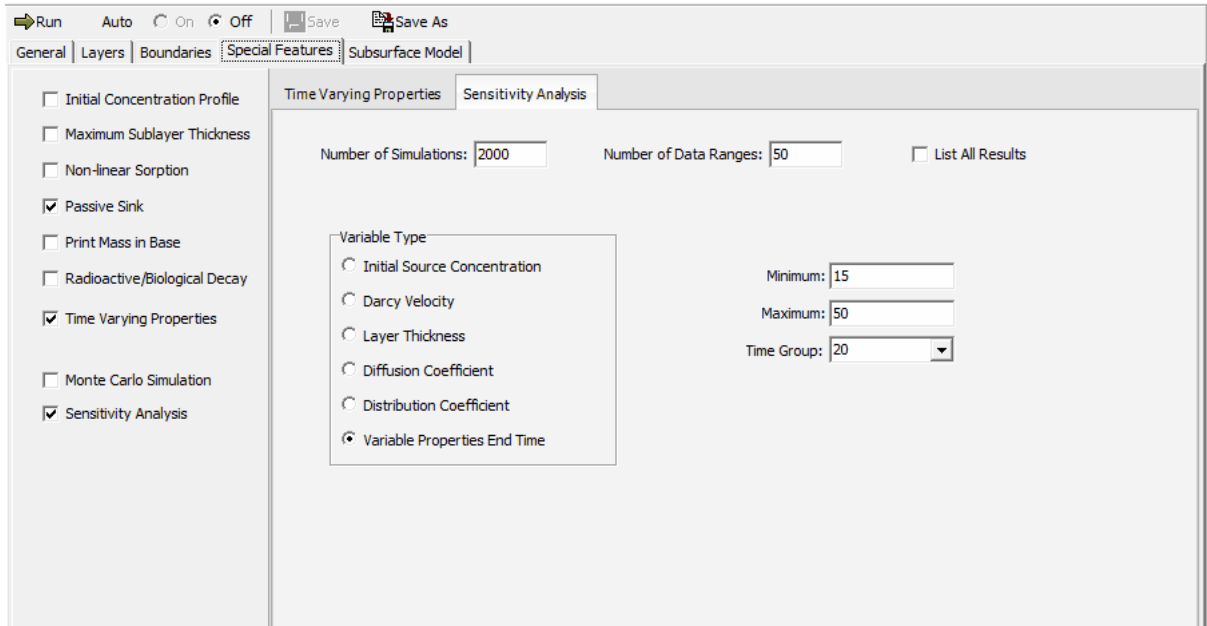 Run Auto On Off Save Save As
General Layers Boundaries Special Features Subsurface Model
Initial Concentration Profile
Maximum Sublayer Thickness
Non-linear Sorption
Passive Sink
Print Mass in Base
Radioactive/Biological Decay
Time Varying Properties
Monte Carlo Simulation
Sensitivity Analysis
Time Varying Properties Sensitivity Analysis
Number of Simulations: 2000 Number of Data Ranges: 50 List All Results
Variable Type
Initial Source Concentration
Darcy Velocity
Layer Thickness
Diffusion Coefficient
Distribution Coefficient
Variable Properties End Time
Minimum: 15
Maximum: 50
Time Group: 20